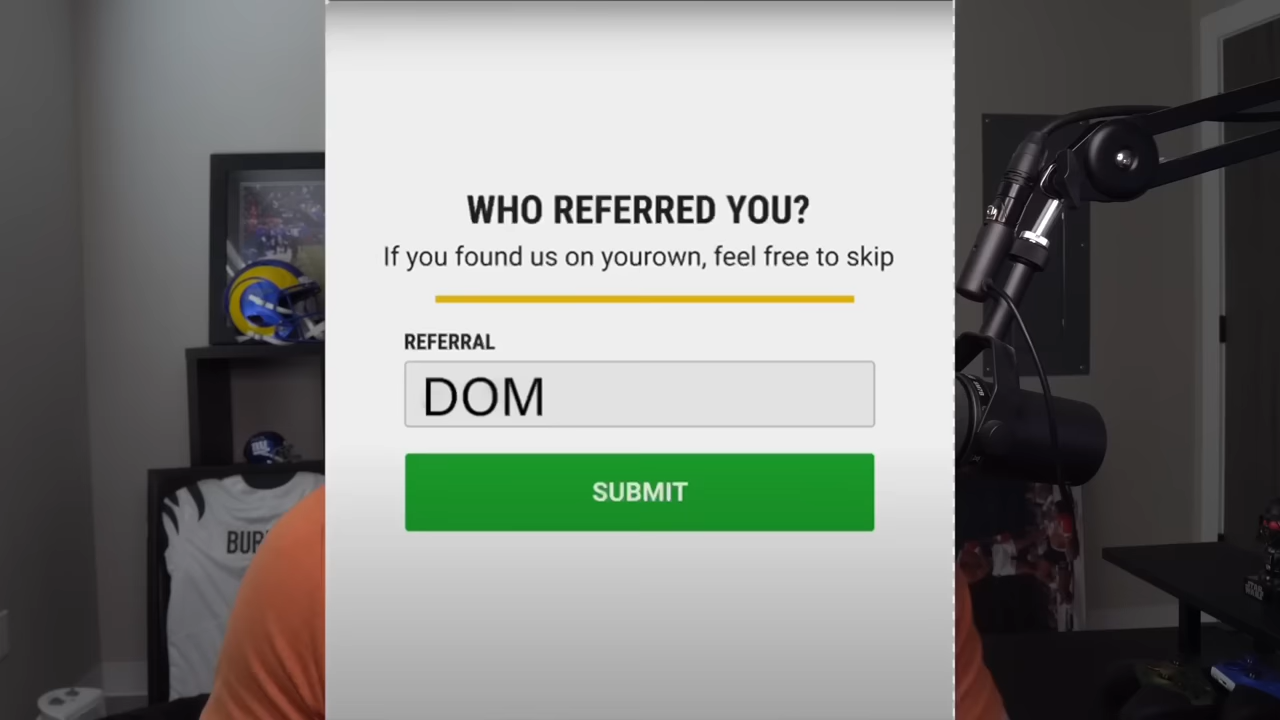 WHO REFERRED YOU?
If you found us on yourown, feel free to skip
REFERRAL
DOM
SUBMIT